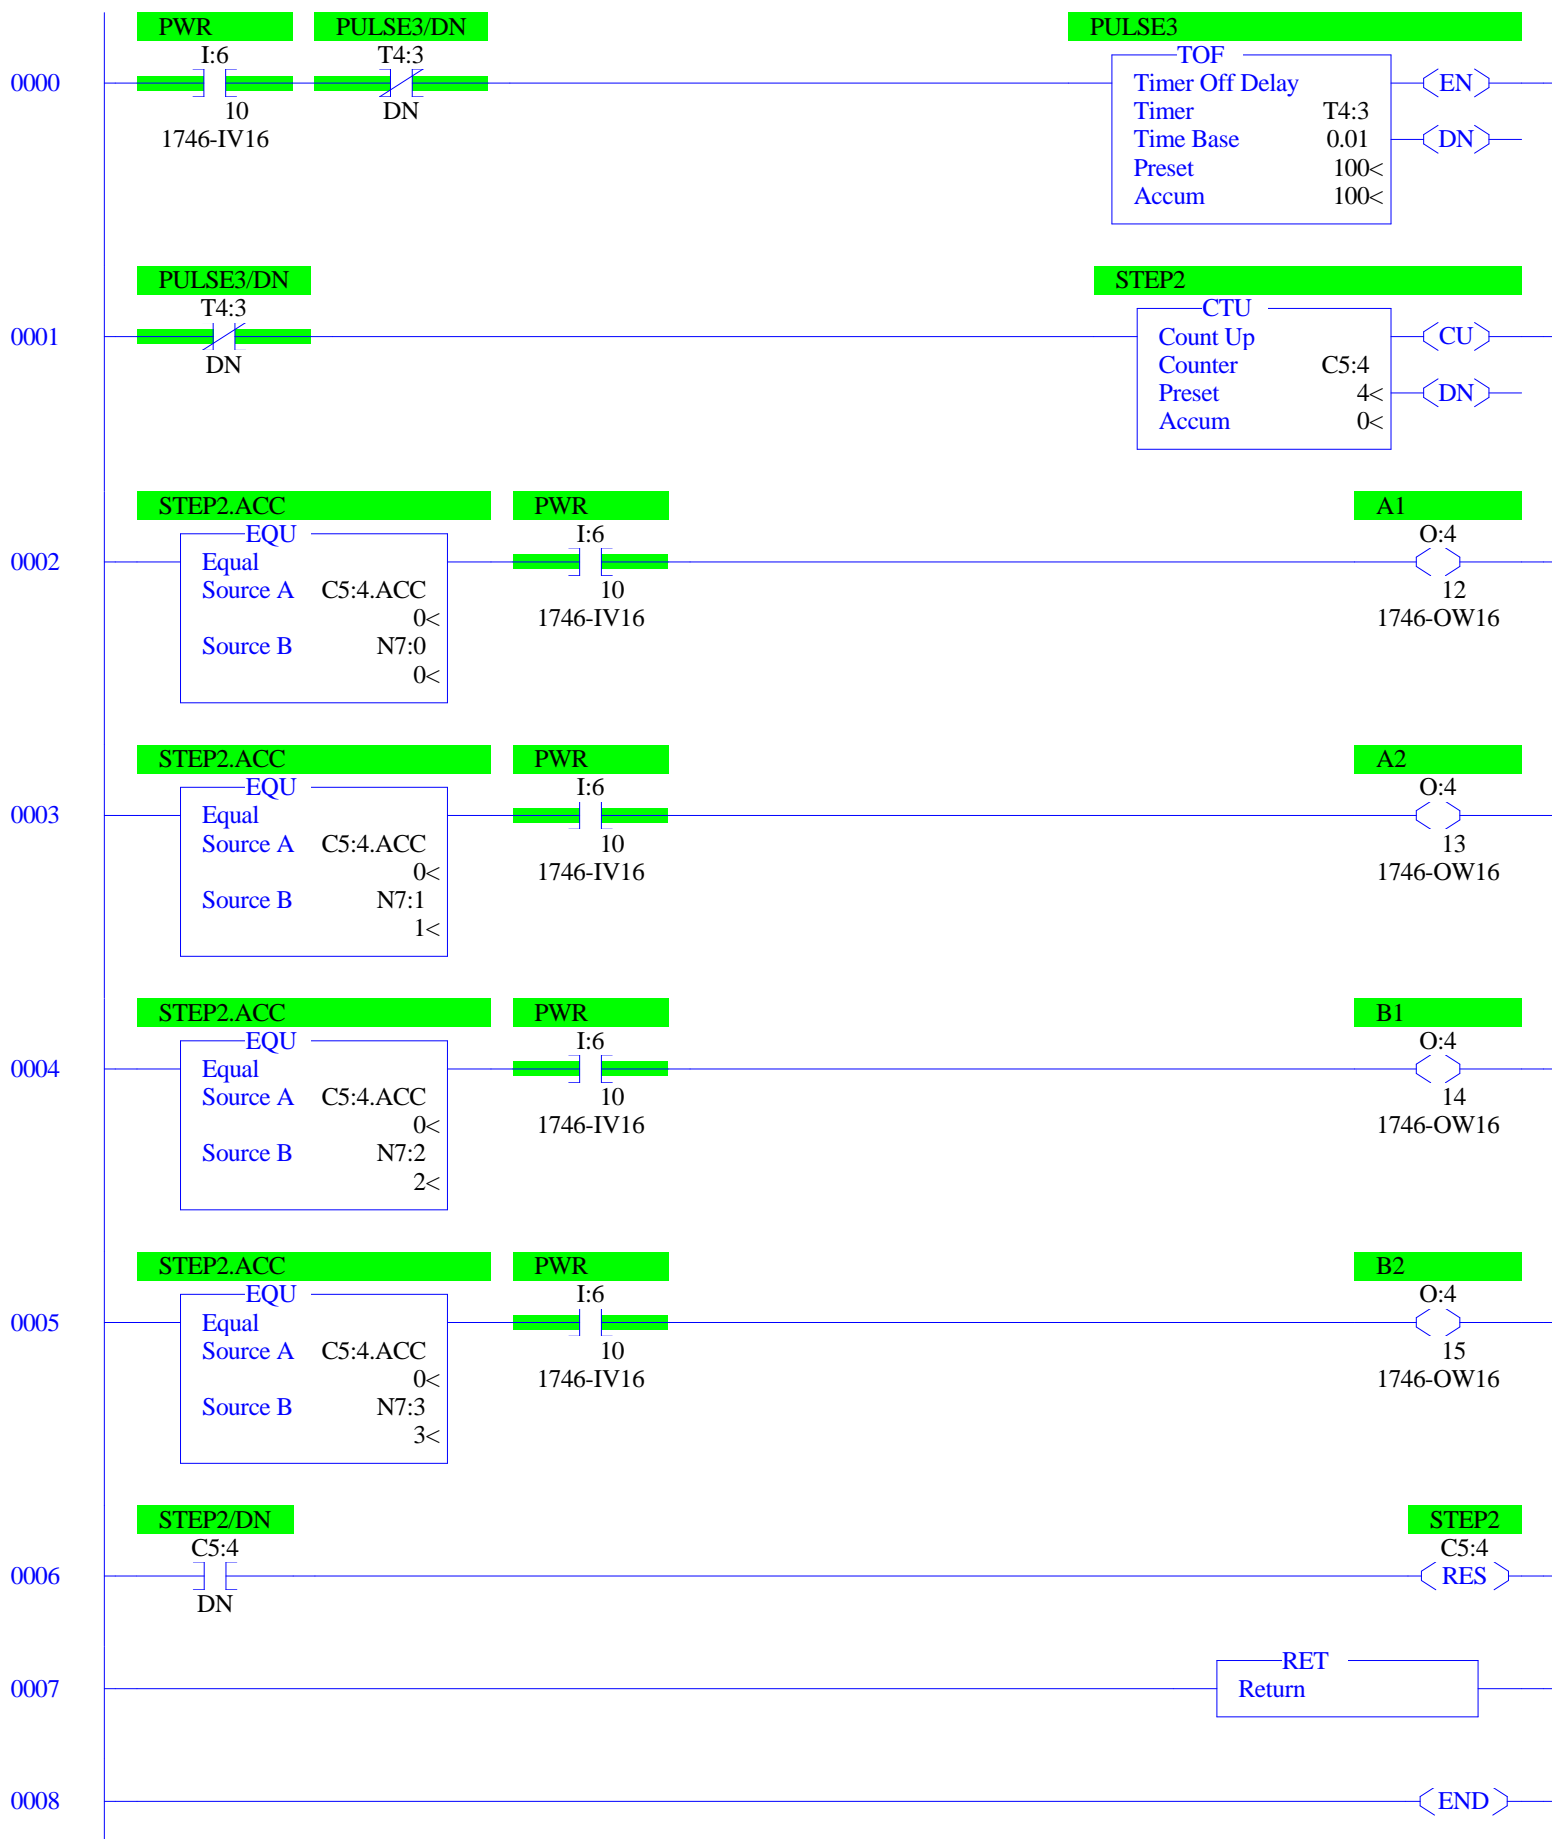 PWR PULSE3/DN PULSE3
I:6 T4:3 TOF
0000 Timer Off Delay EN
10 DN Timer T4:3
1746-IV16 Time Base 0.01 DN
Preset 100<
Accum 100<
PULSE3/DN STEP2
T4:3 CTU
0001 Count Up CU
DN Counter C5:4
Preset 4< DN
Accum 0<
STEP2.ACC PWR A1
EQU I:6 O:4
0002 Equal
Source A C5:4.ACC 10 12
0< 1746-IV16 1746-OW16
Source B N7:0
0<
STEP2.ACC PWR A2
EQU I:6 O:4
0003 Equal
Source A C5:4.ACC 10 13
0< 1746-IV16 1746-OW16
Source B N7:1
1<
STEP2.ACC PWR B1
EQU I:6 O:4
0004 Equal
Source A C5:4.ACC 10 14
0< 1746-IV16 1746-OW16
Source B N7:2
2<
STEP2.ACC PWR B2
EQU I:6 O:4
0005 Equal
Source A C5:4.ACC 10 15
0< 1746-IV16 1746-OW16
Source B N7:3
3<
STEP2/DN STEP2
C5:4 C5:4
0006 RES
DN
RET
0007 Return
0008 END